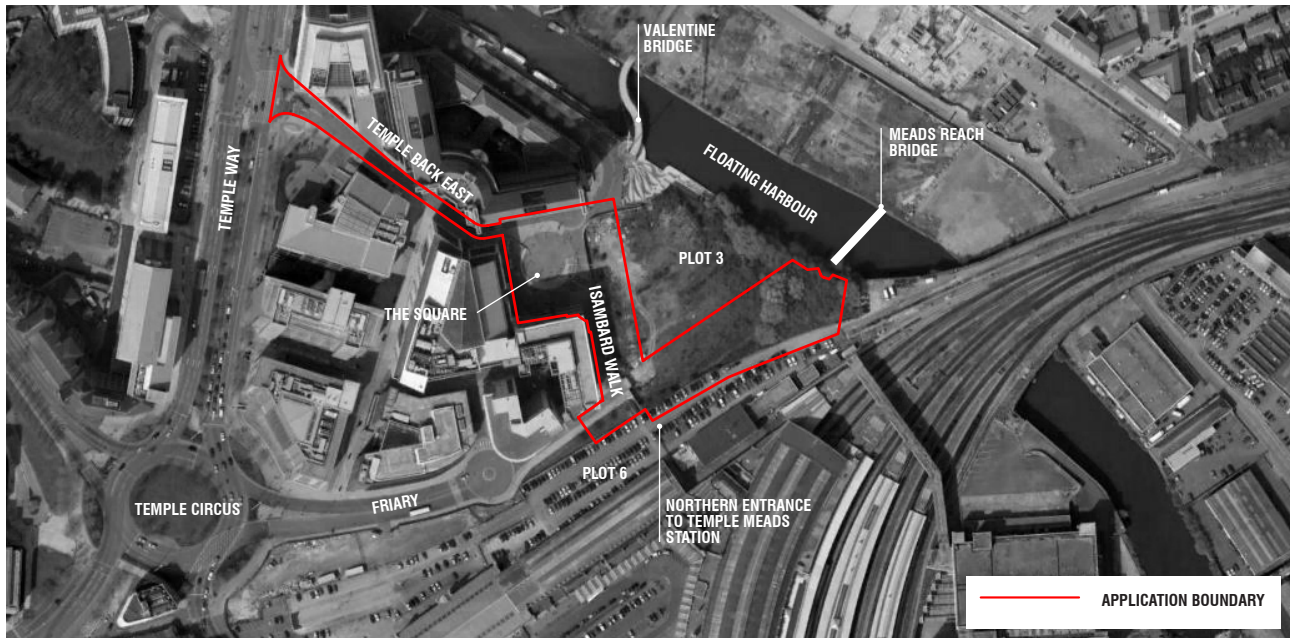 VALENTINE
BRIDGE
MEADS REACH
BRIDGE
TEMPLE BACK EAST
FLOATING HARBOUR
TEMPLE WAY
PLOT 3
THE SQUARE
ISAMBARD WALK
PLOT 6
FRIARY
TEMPLE CIRCUS
NORTHERN ENTRANCE
TO TEMPLE MEADS
STATION
APPLICATION BOUNDARY